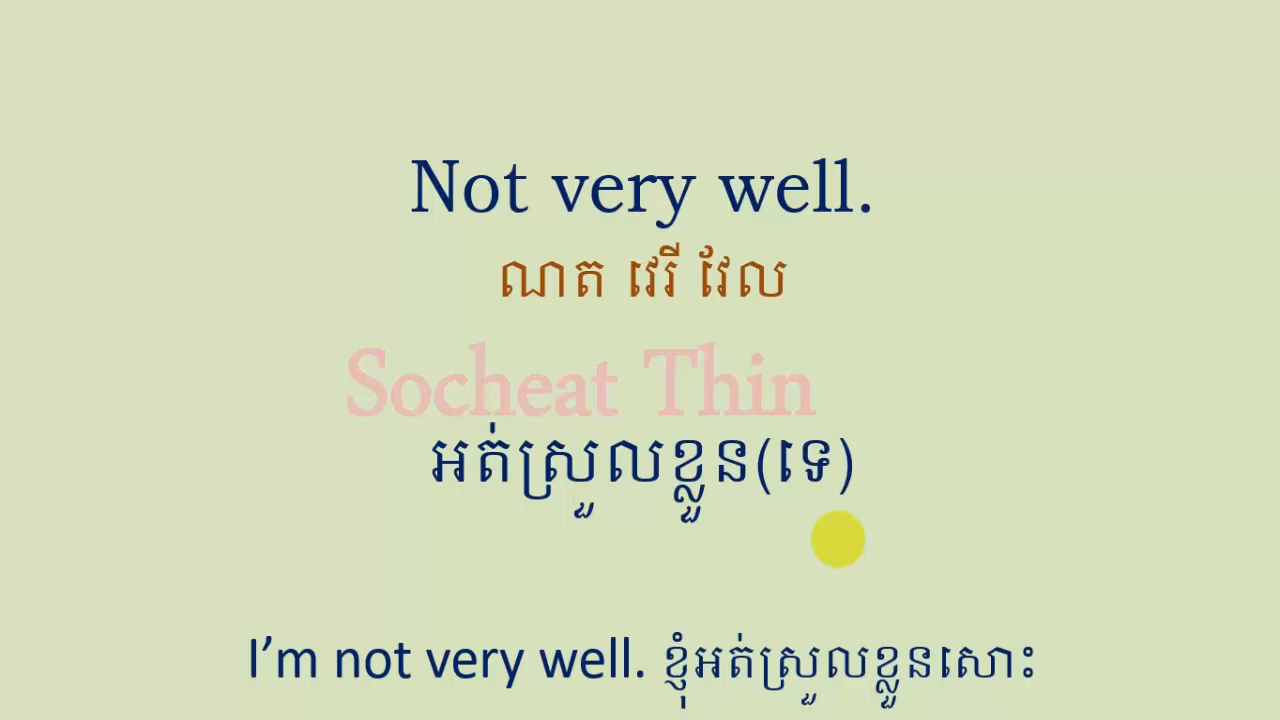 Not very well.
ណត វេរី វែល
Socheat Thin
អត់ស្រួលខ្លួន(ទេ)
I’m not very well. ខ្ញុំអត់ស្រួលខ្លួនសោះ